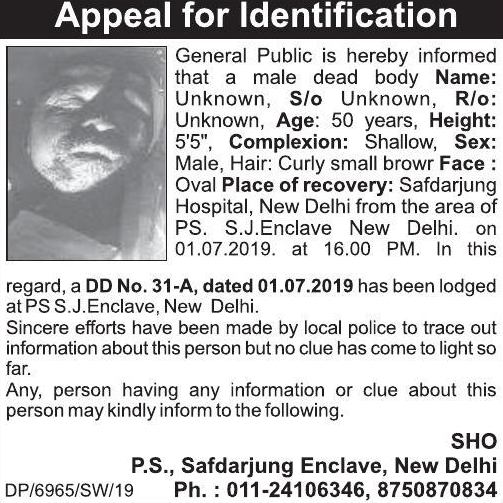 Appeal for Identification
General Public is hereby informed
that a male dead body Name:
Unknown, S/o Unknown, R/o:
Unknown, Age: 50 years, Height:
5'5", Complexion: Shallow, Sex:
Male, Hair: Curly small browr Face :
Oval Place of recovery: Safdarjung
Hospital, New Delhi from the area of
PS. S.J.Enclave New Delhi. on
01.07.2019. at 16.00 PM. In this
regard, a DD No. 31-A, dated 01.07.2019 has been lodged
at PS S.J.Enclave, New Delhi.
Sincere efforts have been made by local police to trace out
information about this person but no clue has come to light so
far.
Any, person having any information or clue about this
person may kindly inform to the following.
SHO
P.S., Safdarjung Enclave, New Delhi
DP/6965/SW/19 Ph. : 011-24106346, 8750870834